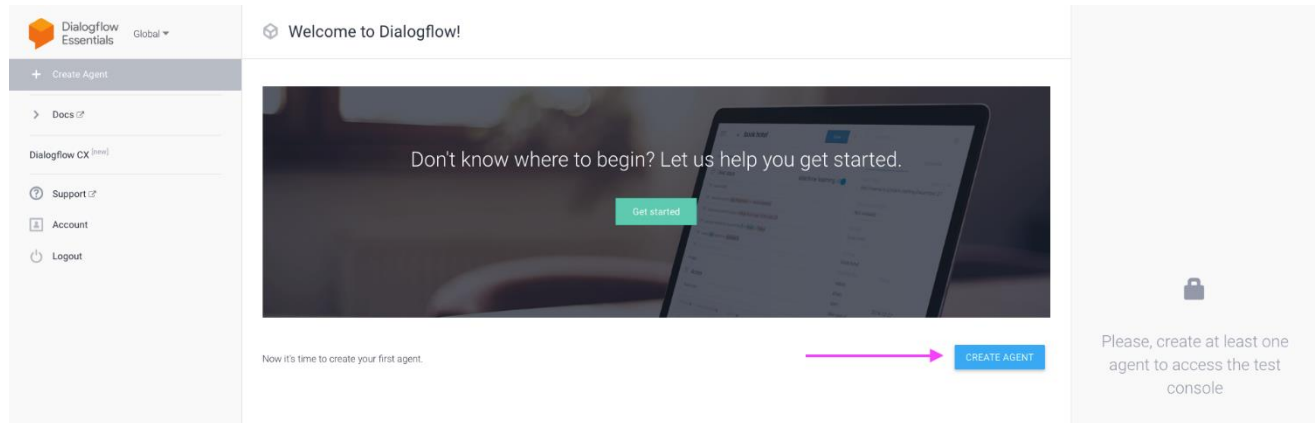 Dialogflow
Essentials
Global
Create Agent
Docs
Dialogflow CX [new]
Support
Account
Logout
Welcome to Dialogflow!
Don't know where to begin? Let us help you get started.
Get started
Now it's time to create your first agent.
CREATE AGENT
Please, create at least one
agent to access the test
console